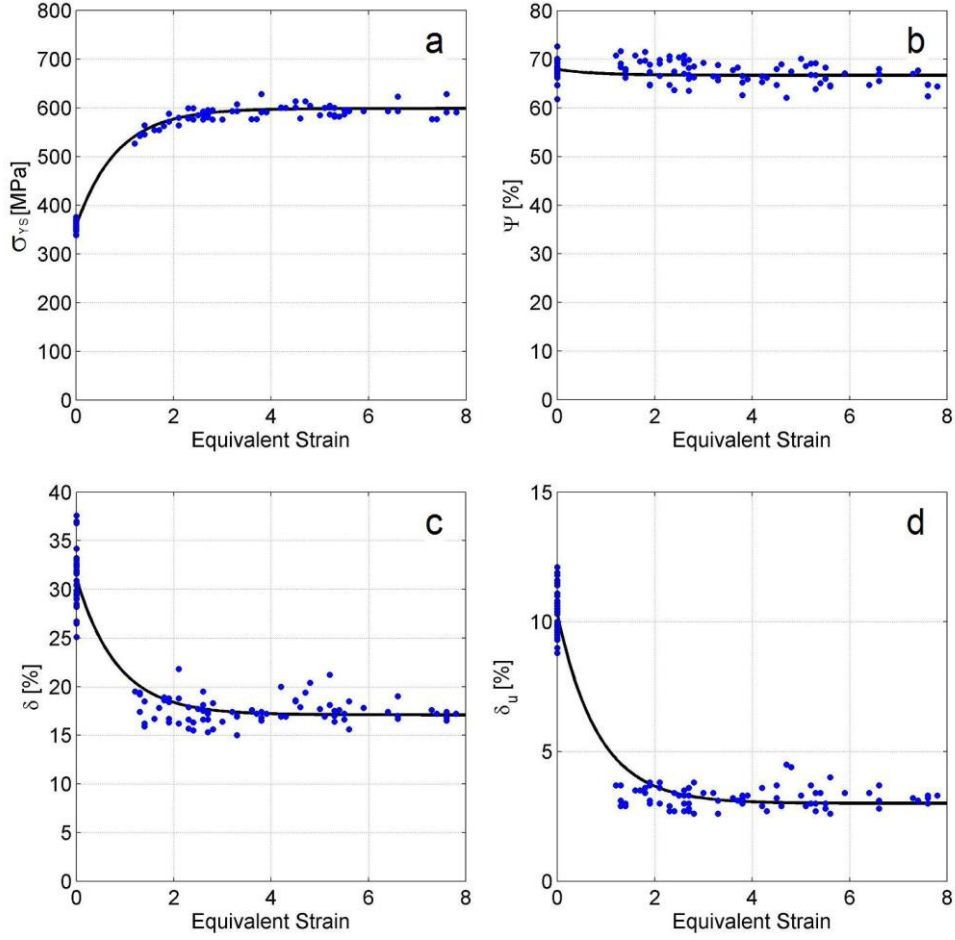 a
800
700
600
500
400
300
200
100
0
σYS [MPa]
0 2 4 6 8
Equivalent Strain
b
80
70
60
50
40
30
20
10
0
Ψ [%]
0 2 4 6 8
Equivalent Strain
c
40
35
30
25
20
15
10
5
0
δ [%]
0 2 4 6 8
Equivalent Strain
d
15
10
5
0
δu [%]
0 2 4 6 8
Equivalent Strain